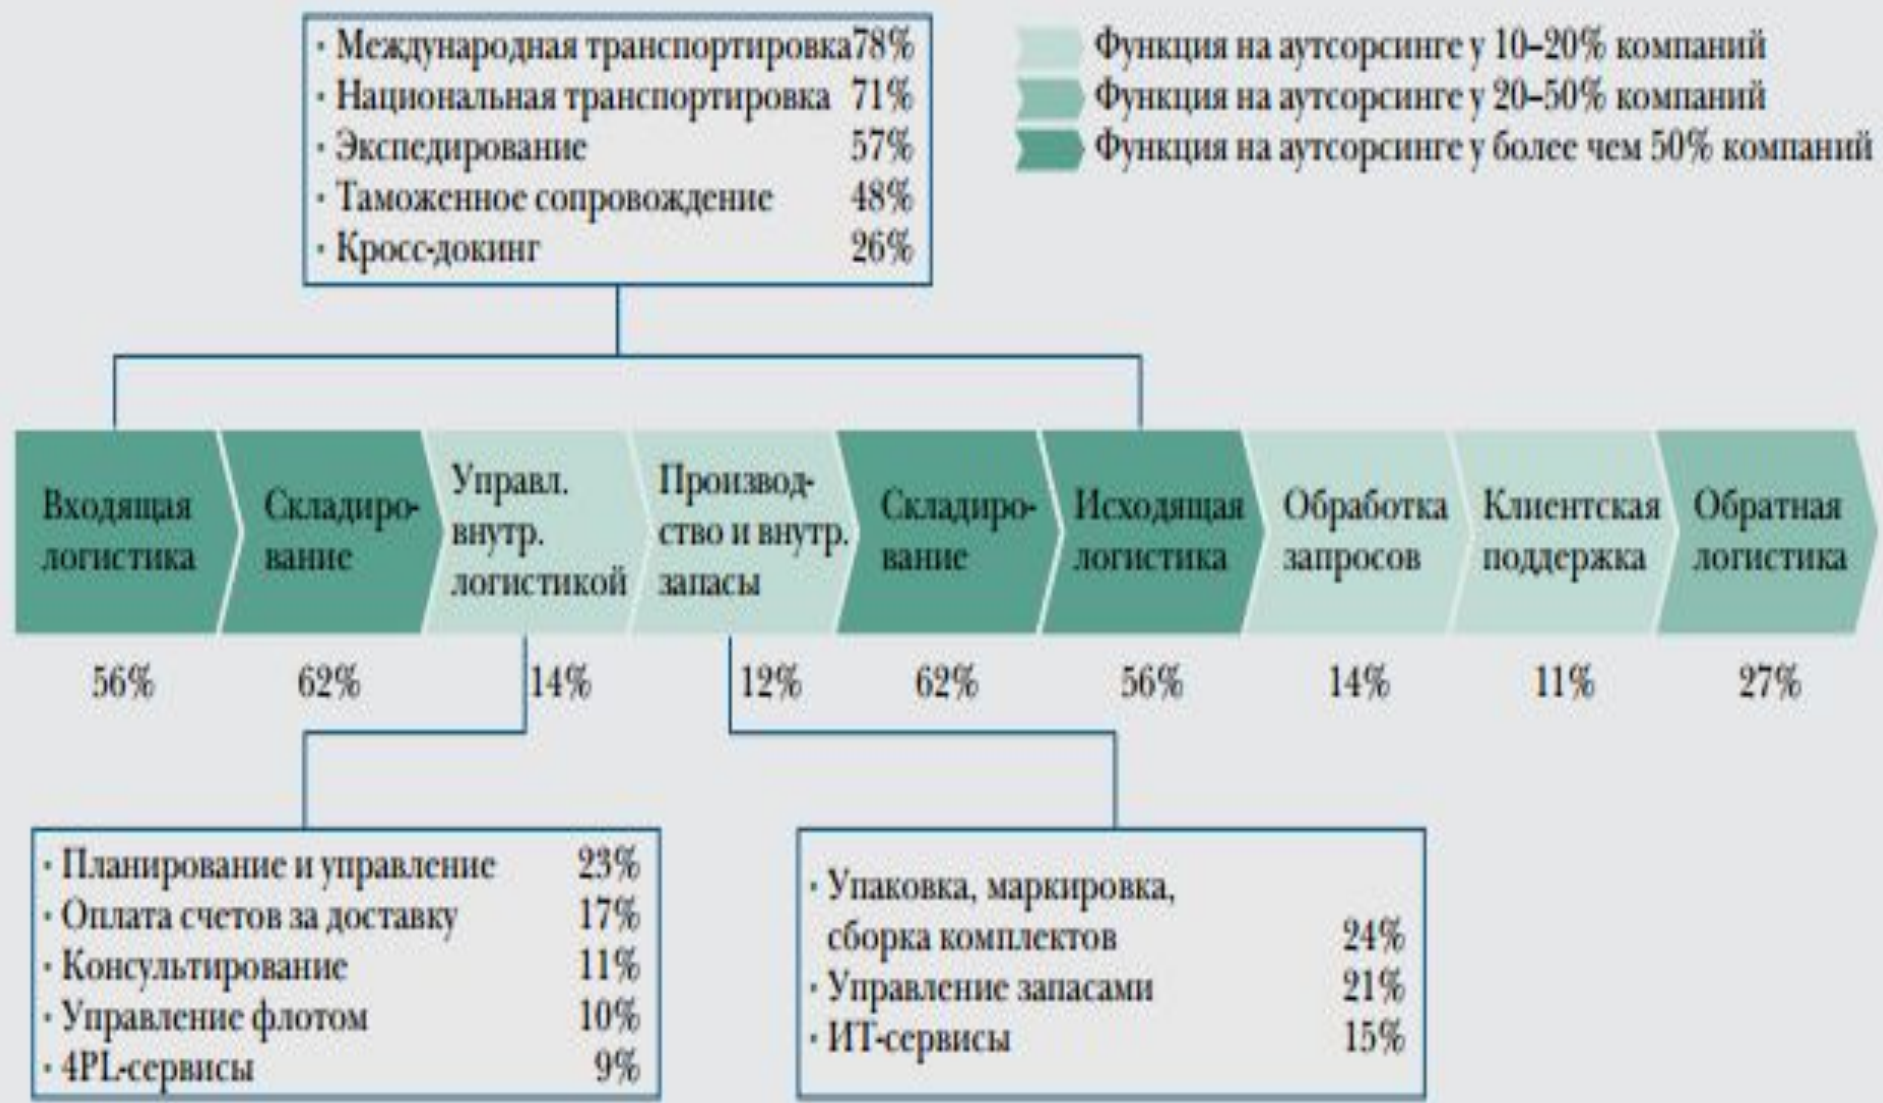 · Международная транспортировка 78%
· Национальная транспортировка 71%
· Экспедирование 57%
· Таможенное сопровождение 48%
· Кросс-докинг 26%
Функция на аутсорсинге у 10–20% компаний
Функция на аутсорсинге у 20–50% компаний
Функция на аутсорсинге у более чем 50% компаний
Входящая
логистика
Складиро-
вание
Управл.
внутр.
логистикой
Производ-
ство и внутр.
запасы
Складиро-
вание
Исходящая
логистика
Обработка
запросов
Клиентская
поддержка
Обратная
логистика
56% 62% 14% 12% 62% 56% 14% 11% 27%
· Планирование и управление 23%
· Оплата счетов за доставку 17%
· Консультирование 11%
· Управление флотом 10%
· 4PL-сервисы 9%
· Упаковка, маркировка,
сборка комплектов 24%
· Управление запасами 21%
· ИТ-сервисы 15%